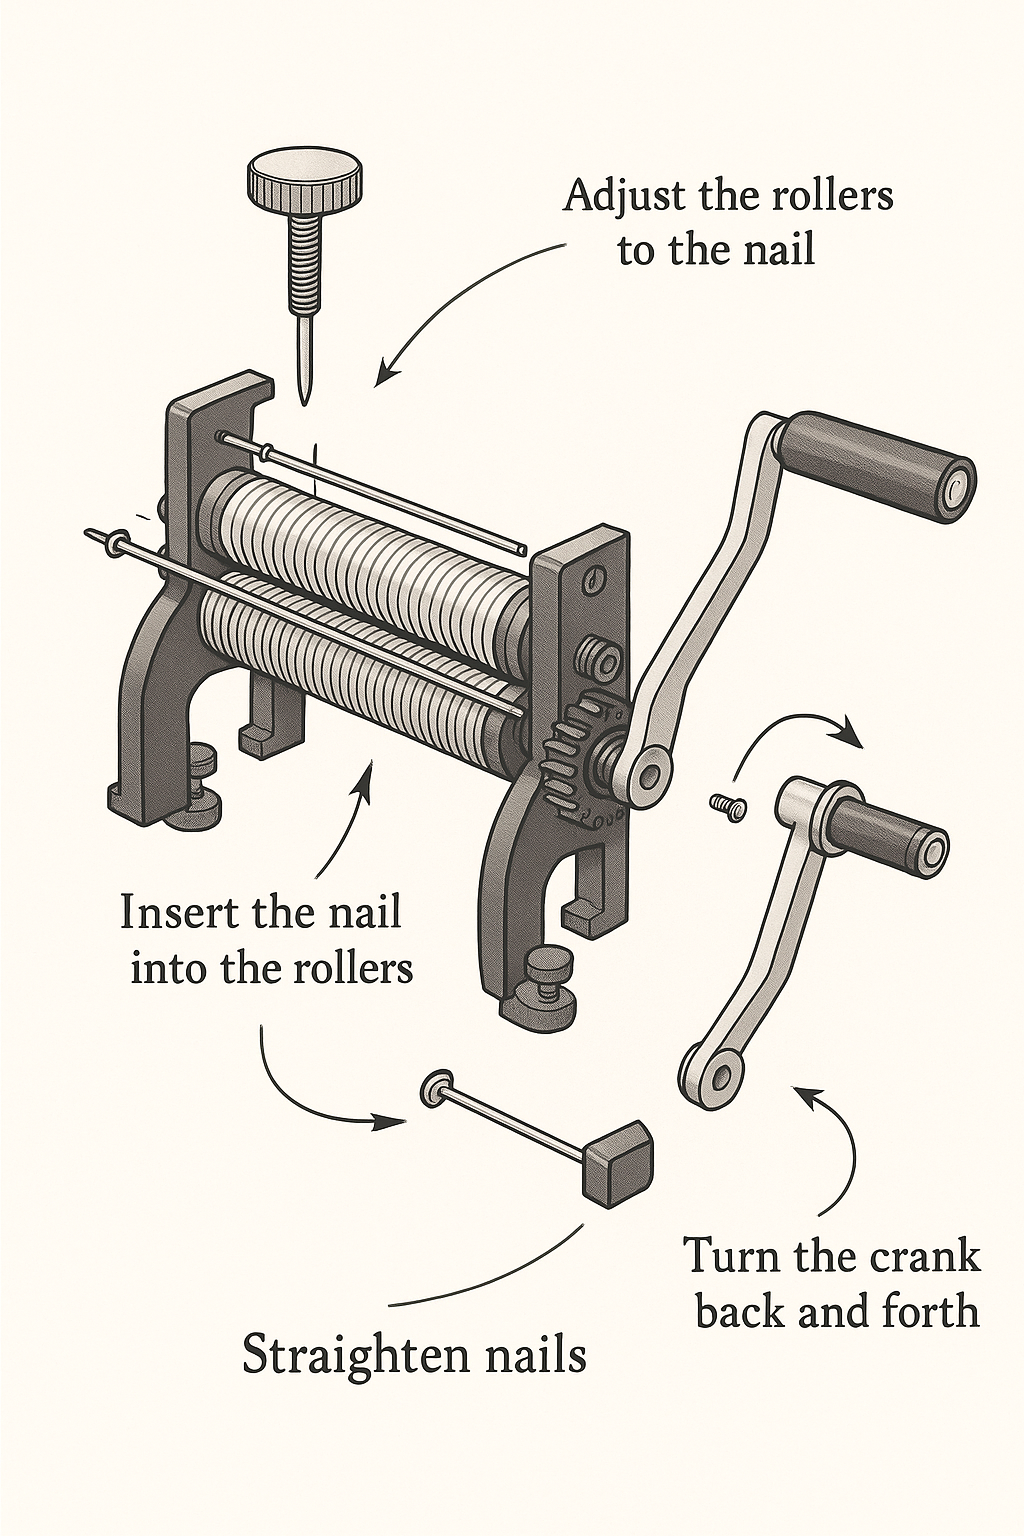 Adjust the rollers
to the nail
Insert the nail
into the rollers
Turn the crank
back and forth
Straighten nails